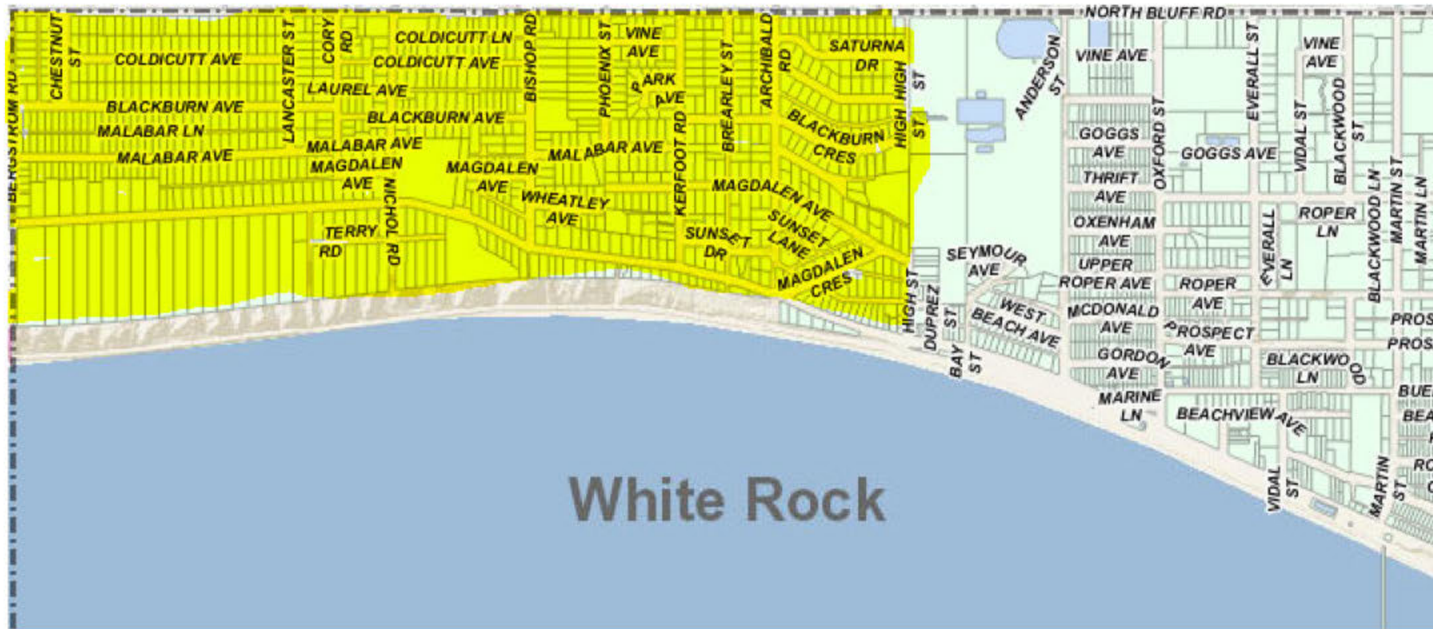 NORTH BLUFF RD
CHESTNUT
ST
LANCASTER ST
CORY
RD
COLDICUTT LN
BISHOP RD
PHOENIX ST
VINE
AVE
ARCHIBALD
RD
SATURNA
DR
HIGH
ST
ANDERSON
ST
VINE AVE
OXFORD ST
EVERALL ST
VINE
AVE
COLDICUTT AVE
COLDICUTT AVE
LAUREL AVE
PARK
AVE
BREARLEY ST
BERGSTROM RD
BLACKBURN AVE
BLACKBURN AVE
BLACKBURN
CRES
HIGH
HIGH ST
VIDAL ST
BLACKWOOD
ST
MALABAR LN
MALABAR AVE
MALABAR AVE
MALABAR AVE
KERFOOT RD
GOGGS
AVE
GOGGS AVE
MARTIN ST
MAGDALEN
AVE
MAGDALEN
AVE
MAGDALEN AVE
THRIFT
AVE
NICHOL RD
WHEATLEY
AVE
SUNSET
LANE
OXENHAM
AVE
ROPER
LN
BLACKWOOD LN
MARTIN LN
TERRY
RD
SUNSET
DR
MAGDALEN
CRES
HIGH ST
DUPREZ
ST
SEYMOUR
AVE
UPPER
ROPER AVE
ROPER
AVE
EVERALL
LN
WEST
BEACH AVE
MCDONALD
AVE
PROSPECT
AVE
PROS
PROS
BAY
ST
GORDON
AVE
BLACKWOOD
LN
MARINE
LN
BEACHVIEW AVE
BUE
BEA
RO
VIDAL
ST
MARTIN
ST
White Rock